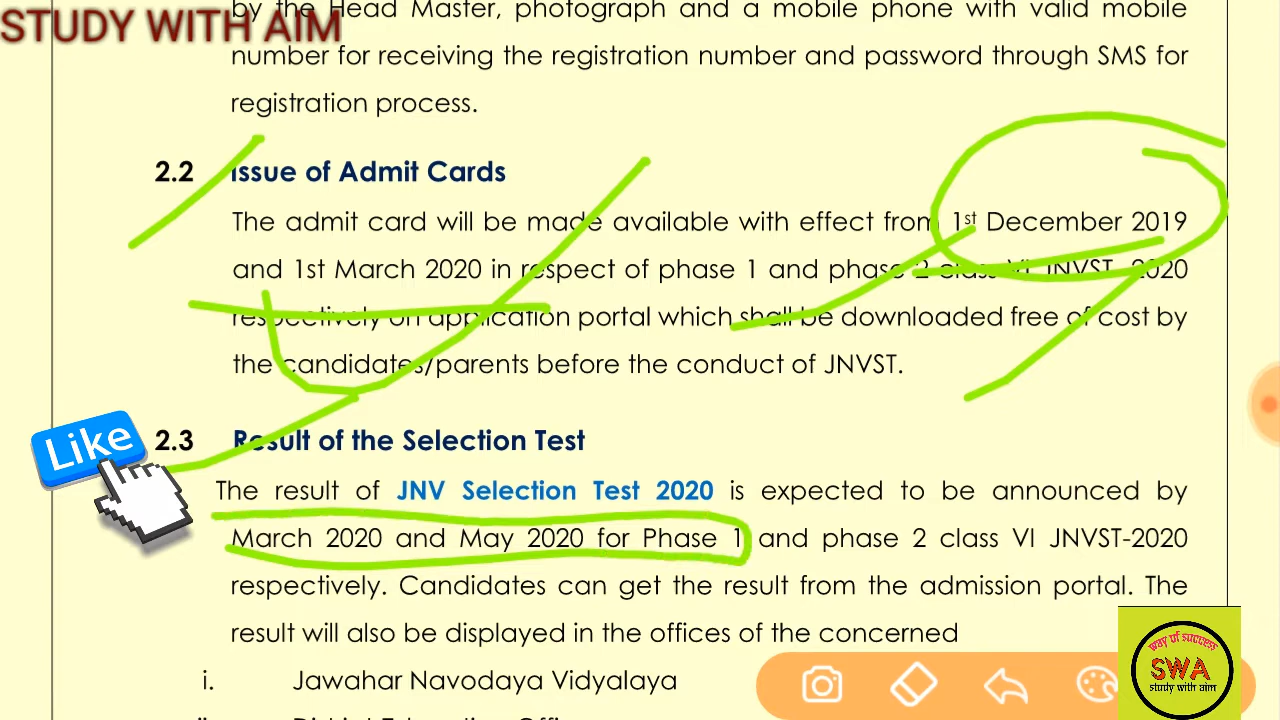 by the Head Master, photograph and a mobile phone with valid mobile
STUDY WITH AIM
number for receiving the registration number and password through SMS for
registration process.
2.2 Issue of Admit Cards
The admit card will be made available with effect from 1st December 2019
and 1st March 2020 in respect of phase 1 and phase 2 class VI JNVST 2020
respectively on application portal which shall be downloaded free of cost by
the candidates/parents before the conduct of JNVST.
Like
2.3 Result of the Selection Test
The result of JNV Selection Test 2020 is expected to be announced by
March 2020 and May 2020 for Phase 1 and phase 2 class VI JNVST-2020
respectively. Candidates can get the result from the admission portal. The
result will also be displayed in the offices of the concerned
way of success
SWA
study with aim
i. Jawahar Navodaya Vidyalaya